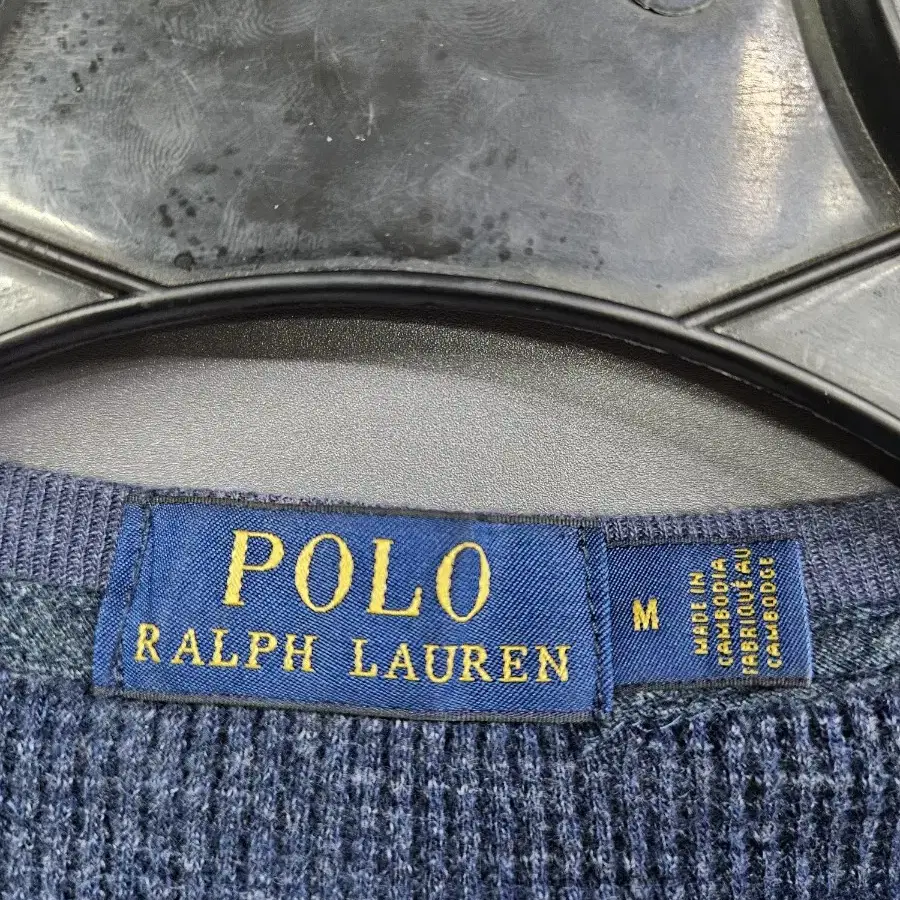 POLO
RALPH LAUREN
M
MADE IN
CAMBODIA
FABRIQUÉ AU
CAMBODGE